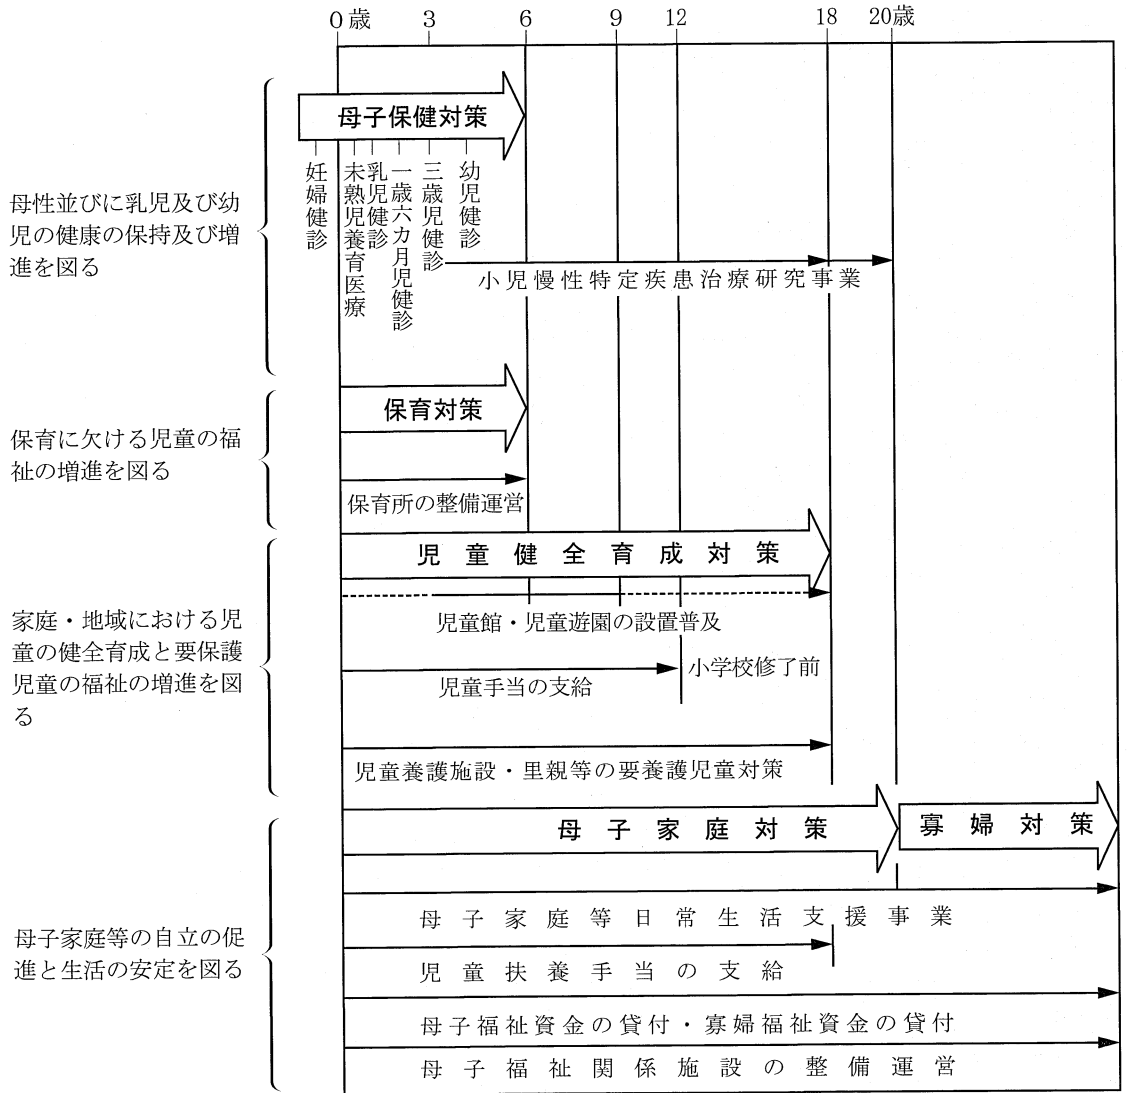 0歳 3 6 9 12 18 20歳
母子保健対策
妊婦健診
未熟児養育医療
乳児健診
一歳六カ月児健診
三歳児健診
幼児健診
母性並びに乳児及び幼
児の健康の保持及び増
進を図る
小児慢性特定疾患治療研究事業
保育対策
保育に欠ける児童の福
祉の増進を図る
保育所の整備運営
児童健全育成対策
家庭・地域における児
童の健全育成と要保護
児童の福祉の増進を図
る
児童館・児童遊園の設置普及
小学校修了前
児童手当の支給
児童養護施設・里親等の要養護児童対策
母子家庭対策
寡婦対策
母子家庭等日常生活支援事業
母子家庭等の自立の促
進と生活の安定を図る
児童扶養手当の支給
母子福祉資金の貸付・寡婦福祉資金の貸付
母子福祉関係施設の整備運営